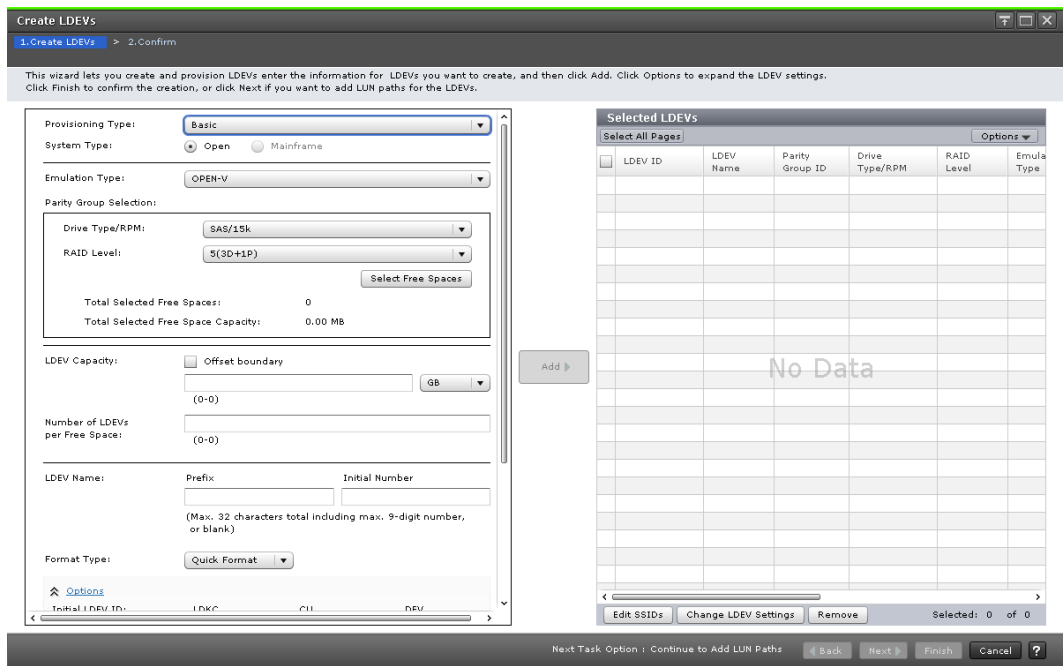 Create LDEVs
1.Create LDEVs > 2.Confirm
This wizard lets you create and provision LDEVs enter the information for LDEVs you want to create, and then click Add. Click Options to expand the LDEV settings.
Click Finish to confirm the creation, or click Next if you want to add LUN paths for the LDEVs.
Provisioning Type: Basic
System Type: Open Mainframe
Emulation Type: OPEN-V
Parity Group Selection:
Drive Type/RPM: SAS/15k
RAID Level: 5(3D+1P)
Select Free Spaces
Total Selected Free Spaces: 0
Total Selected Free Space Capacity: 0.00 MB
LDEV Capacity: Offset boundary
GB
(0-0)
Number of LDEVs
per Free Space:
(0-0)
LDEV Name: Prefix Initial Number
(Max. 32 characters total including max. 9-digit number,
or blank)
Format Type: Quick Format
Options
Initial LDEV ID: LDKC CU DEV
Add
Selected LDEVs
Select All Pages Options
LDEV ID LDEV Name Parity Group ID Drive Type/RPM RAID Level Emula Type
No Data
Edit SSIDs Change LDEV Settings Remove Selected: 0 of 0
Next Task Option : Continue to Add LUN Paths Back Next Finish Cancel ?